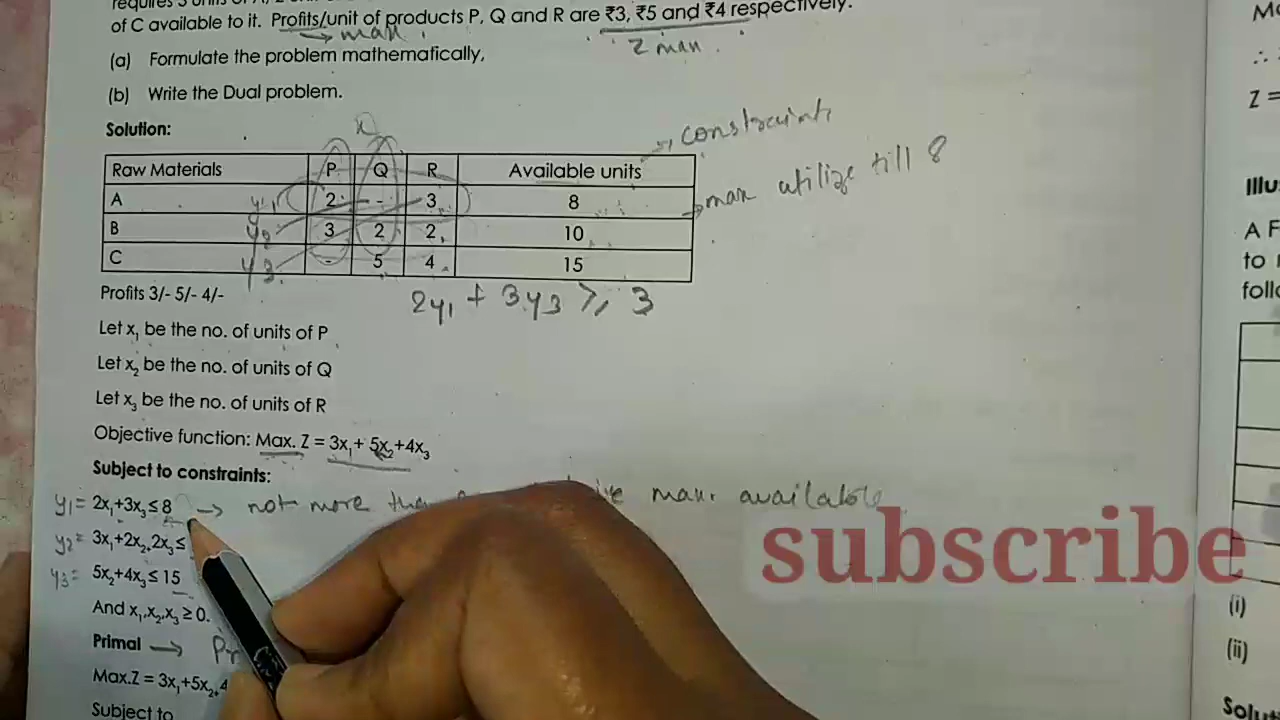 of C available to it. Profits/unit of products P, Q and R are ₹3, ₹5 and ₹4 respectively.
→ max.
Z max.
(a) Formulate the problem mathematically,
(b) Write the Dual problem.
Solution:
constraints
Raw Materials P Q R Available units
max utilize till 8
A y1 2 - 3 8
B y2 3 2 2 10
C y3 - 5 4 15
Profits 3/- 5/- 4/-
2y1 + 3y3 ≥ 3
Let x1 be the no. of units of P
Let x2 be the no. of units of Q
Let x3 be the no. of units of R
Objective function: Max. Z = 3x1+ 5x2+4x3
Subject to constraints:
y1= 2x1+3x3 ≤ 8 → not more max. available
y2= 3x1+2x2+2x3≤
y3= 5x2+4x3≤ 15
And x1,x2,x3 ≥ 0.
Primal →
Max.Z = 3x1+5x2+4
Subject to
subscribe
Z =
Illu
A F
to
follo
(i)
(ii)
Solut